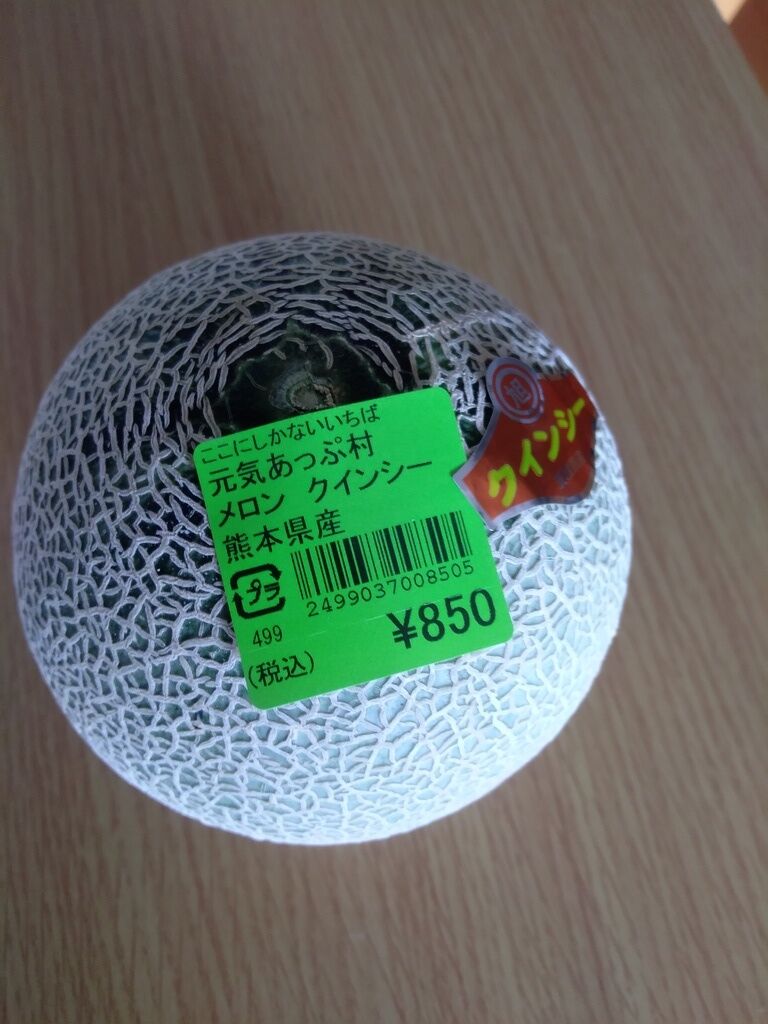 ここにしかないいちば
元気あっぷ村
メロン クインシー
熊本県産
プラ
2499037008505
499
¥850
(税込)
旭
クインシー